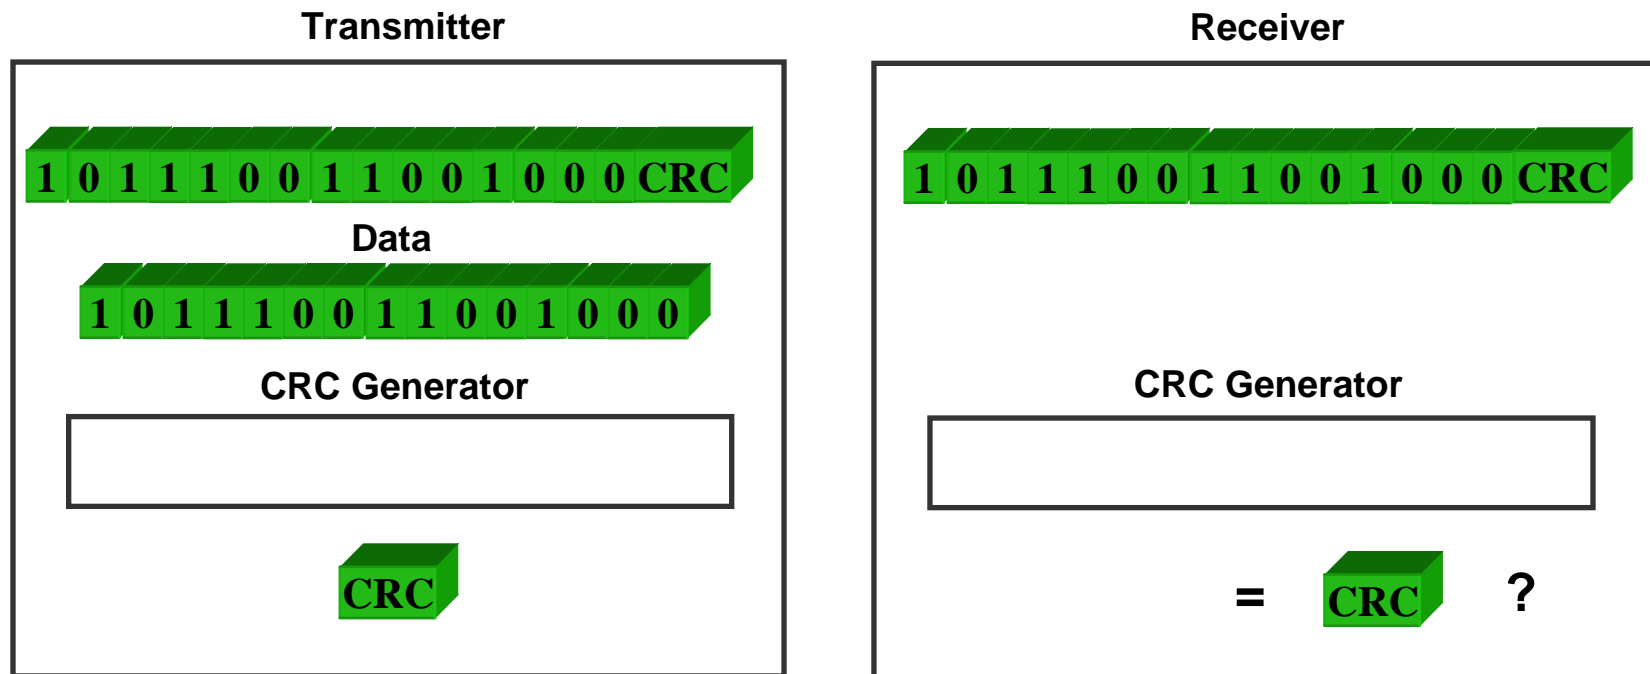 Transmitter
1 0 1 1 1 0 0 1 1 0 0 1 0 0 0 CRC
Data
1 0 1 1 1 0 0 1 1 0 0 1 0 0 0
CRC Generator
CRC
Receiver
1 0 1 1 1 0 0 1 1 0 0 1 0 0 0 CRC
CRC Generator
= CRC ?